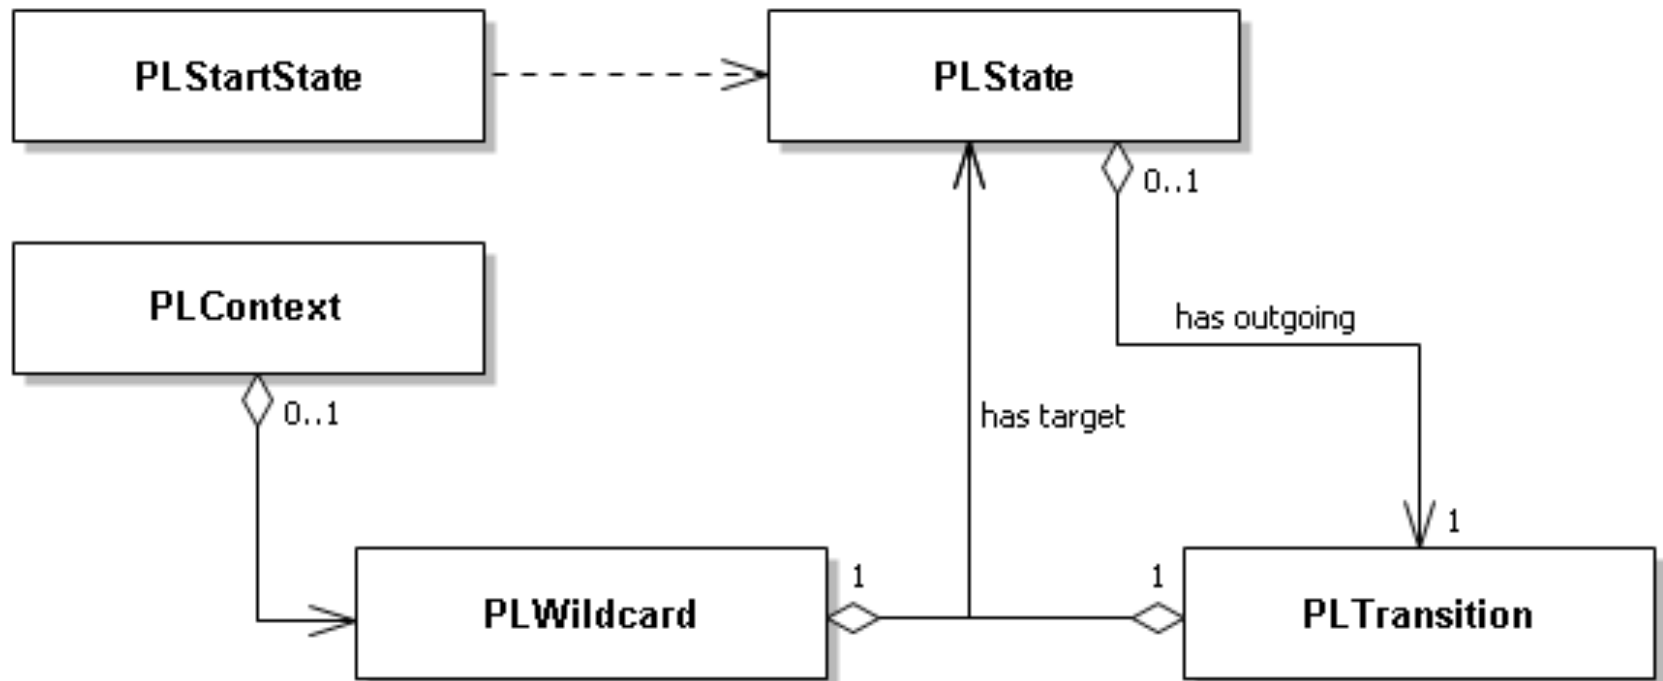 PLStartState
PLState
0..1
PLContext
has outgoing
0..1
has target
1
1
1
PLWildcard
PLTransition